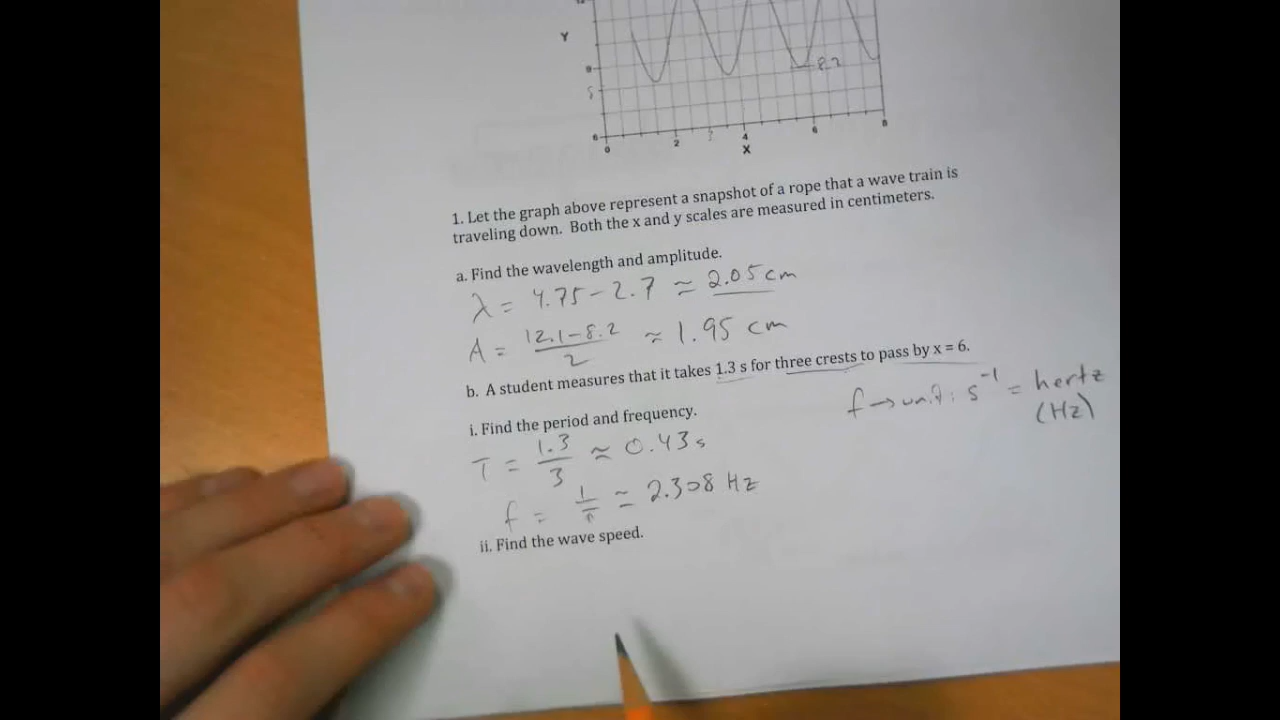 Y
8.2
8
6
0
2
4
6
8
X
1. Let the graph above represent a snapshot of a rope that a wave train is
traveling down. Both the x and y scales are measured in centimeters.
a. Find the wavelength and amplitude.
λ = 4.75 - 2.7 ≃ 2.05 cm
A = 12.1 - 8.2 / 2 ≈ 1.95 cm
b. A student measures that it takes 1.3 s for three crests to pass by x = 6.
f → unit: s⁻¹ = hertz
(Hz)
i. Find the period and frequency.
T = 1.3 / 3 ≈ 0.43 s
f = 1 / T ≃ 2.308 Hz
ii. Find the wave speed.